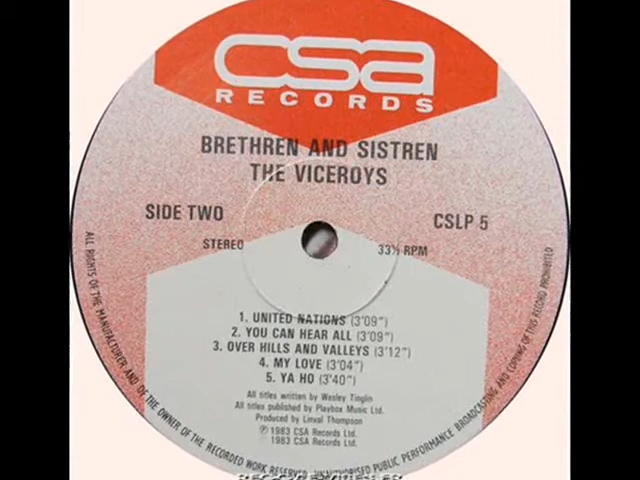 csa
RECORDS
BRETHREN AND SISTREN
THE VICEROYS
SIDE TWO
CSLP 5
STEREO
33⅓ RPM
1. UNITED NATIONS (3'09")
2. YOU CAN HEAR ALL (3'09")
3. OVER HILLS AND VALLEYS (3'12")
4. MY LOVE (3'04")
5. YA HO (3'40")
All titles written by Wesley Tinglin
All titles published by Playbox Music Ltd.
Produced by Linval Thompson
℗ 1983 CSA Records Ltd.
1983 CSA Records Ltd.
ALL RIGHTS OF THE MANUFACTURER AND OF THE OWNER OF THE RECORDED WORK RESERVED UNAUTHORISED PUBLIC PERFORMANCE BROADCASTING AND COPYING OF THIS RECORD PROHIBITED